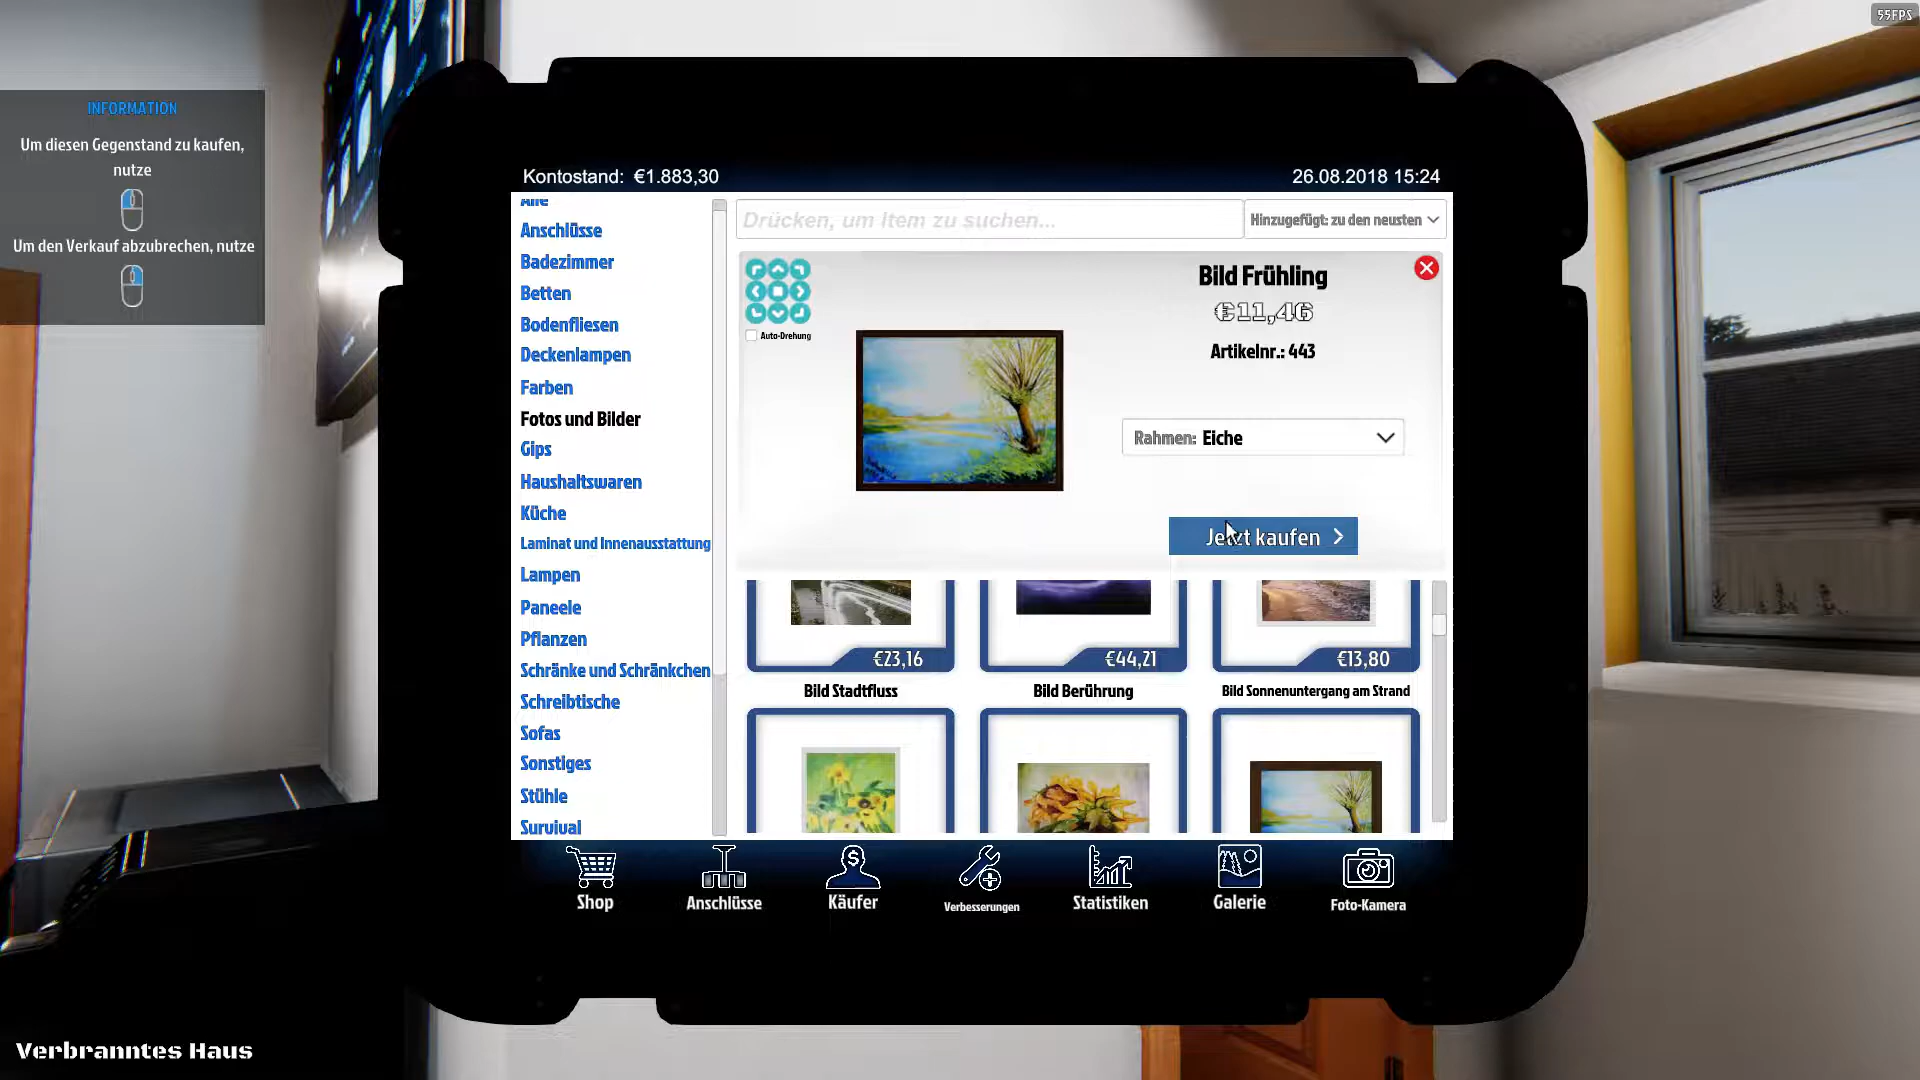 55FPS
INFORMATION
Um diesen Gegenstand zu kaufen,
nutze
Um den Verkauf abzubrechen, nutze
Kontostand: €1.883,30
26.08.2018 15:24
Alle
Anschlüsse
Badezimmer
Betten
Bodenfliesen
Deckenlampen
Farben
Fotos und Bilder
Gips
Haushaltswaren
Küche
Laminat und Innenausstattung
Lampen
Paneele
Pflanzen
Schränke und Schränkchen
Schreibtische
Sofas
Sonstiges
Stühle
Survival
Drücken, um Item zu suchen...
Hinzugefügt: zu den neusten
Auto-Drehung
Bild Frühling
€11,46
Artikelnr.: 443
Rahmen: Eiche
Jetzt kaufen
€23,16
€44,21
€13,80
Bild Stadtfluss
Bild Berührung
Bild Sonnenuntergang am Strand
Shop
Anschlüsse
Käufer
Verbesserungen
Statistiken
Galerie
Foto-Kamera
Verbranntes Haus